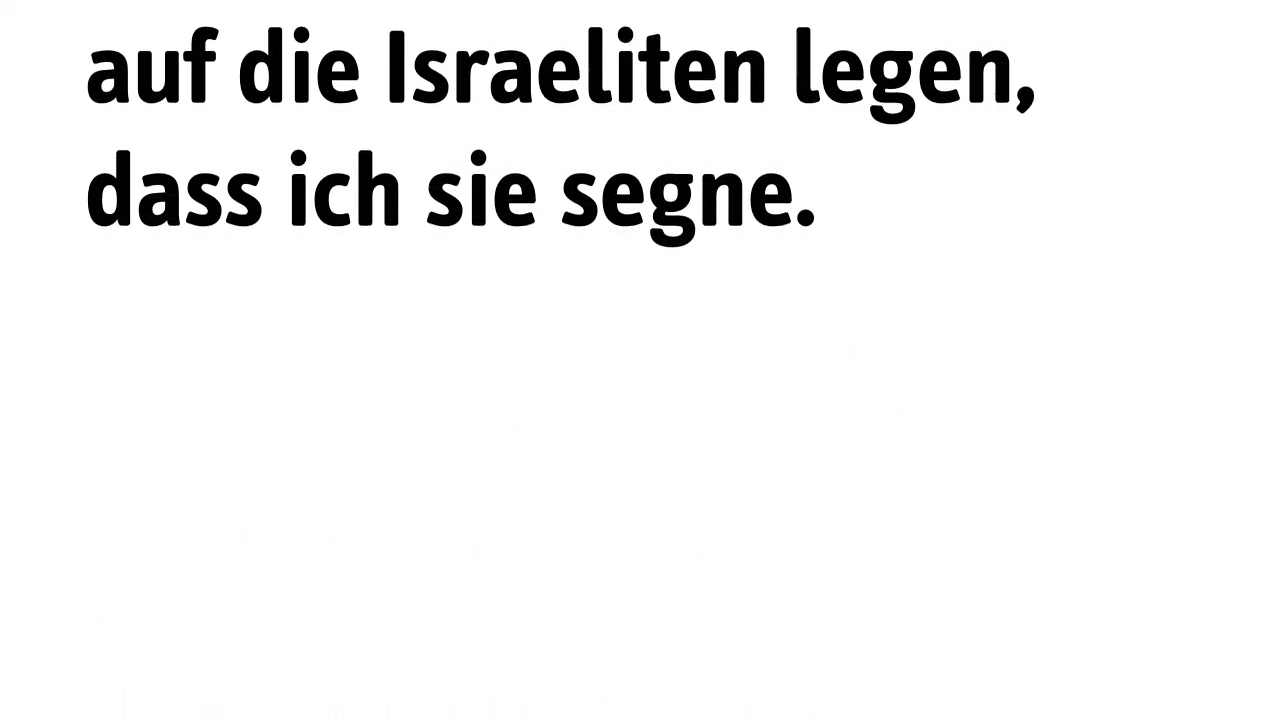 auf die Israeliten legen,
dass ich sie segne.